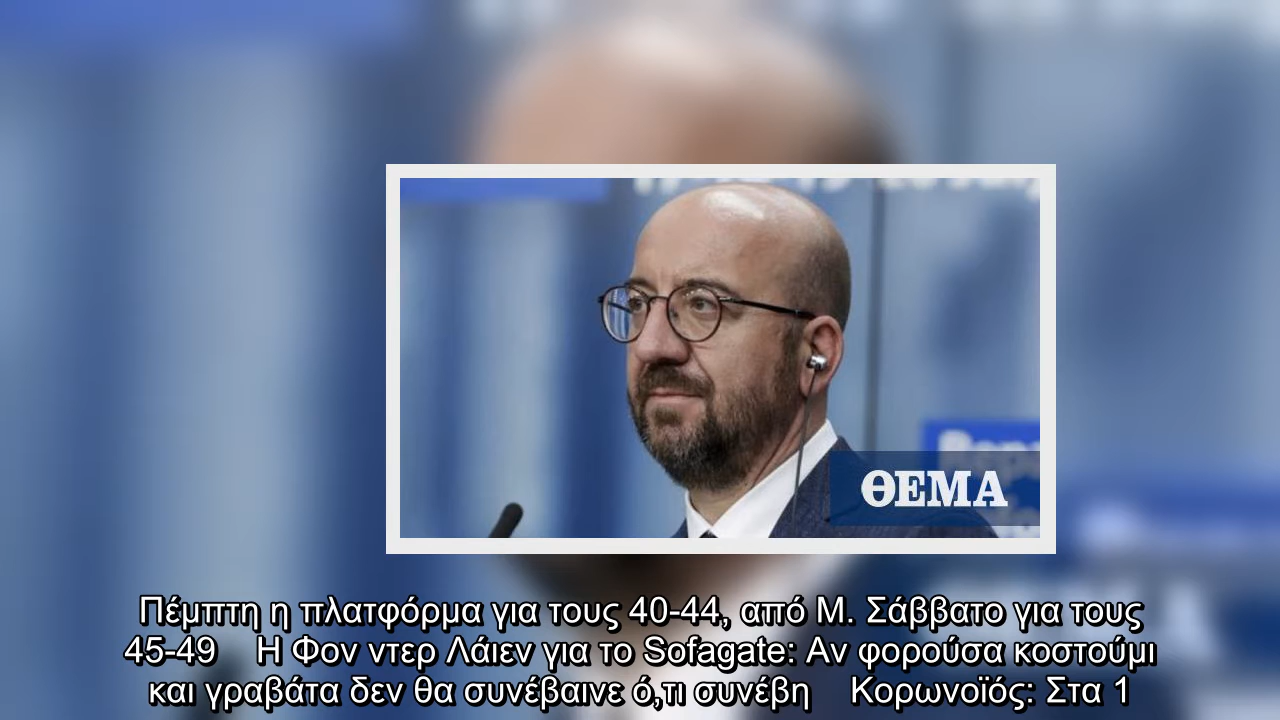 ΘΕΜΑ
Πέμπτη η πλατφόρμα για τους 40-44, από Μ. Σάββατο για τους
45-49 Η Φον ντερ Λάιεν για το Sofagate: Αν φορούσα κοστούμι
και γραβάτα δεν θα συνέβαινε ό,τι συνέβη Κορωνοϊός: Στα 1